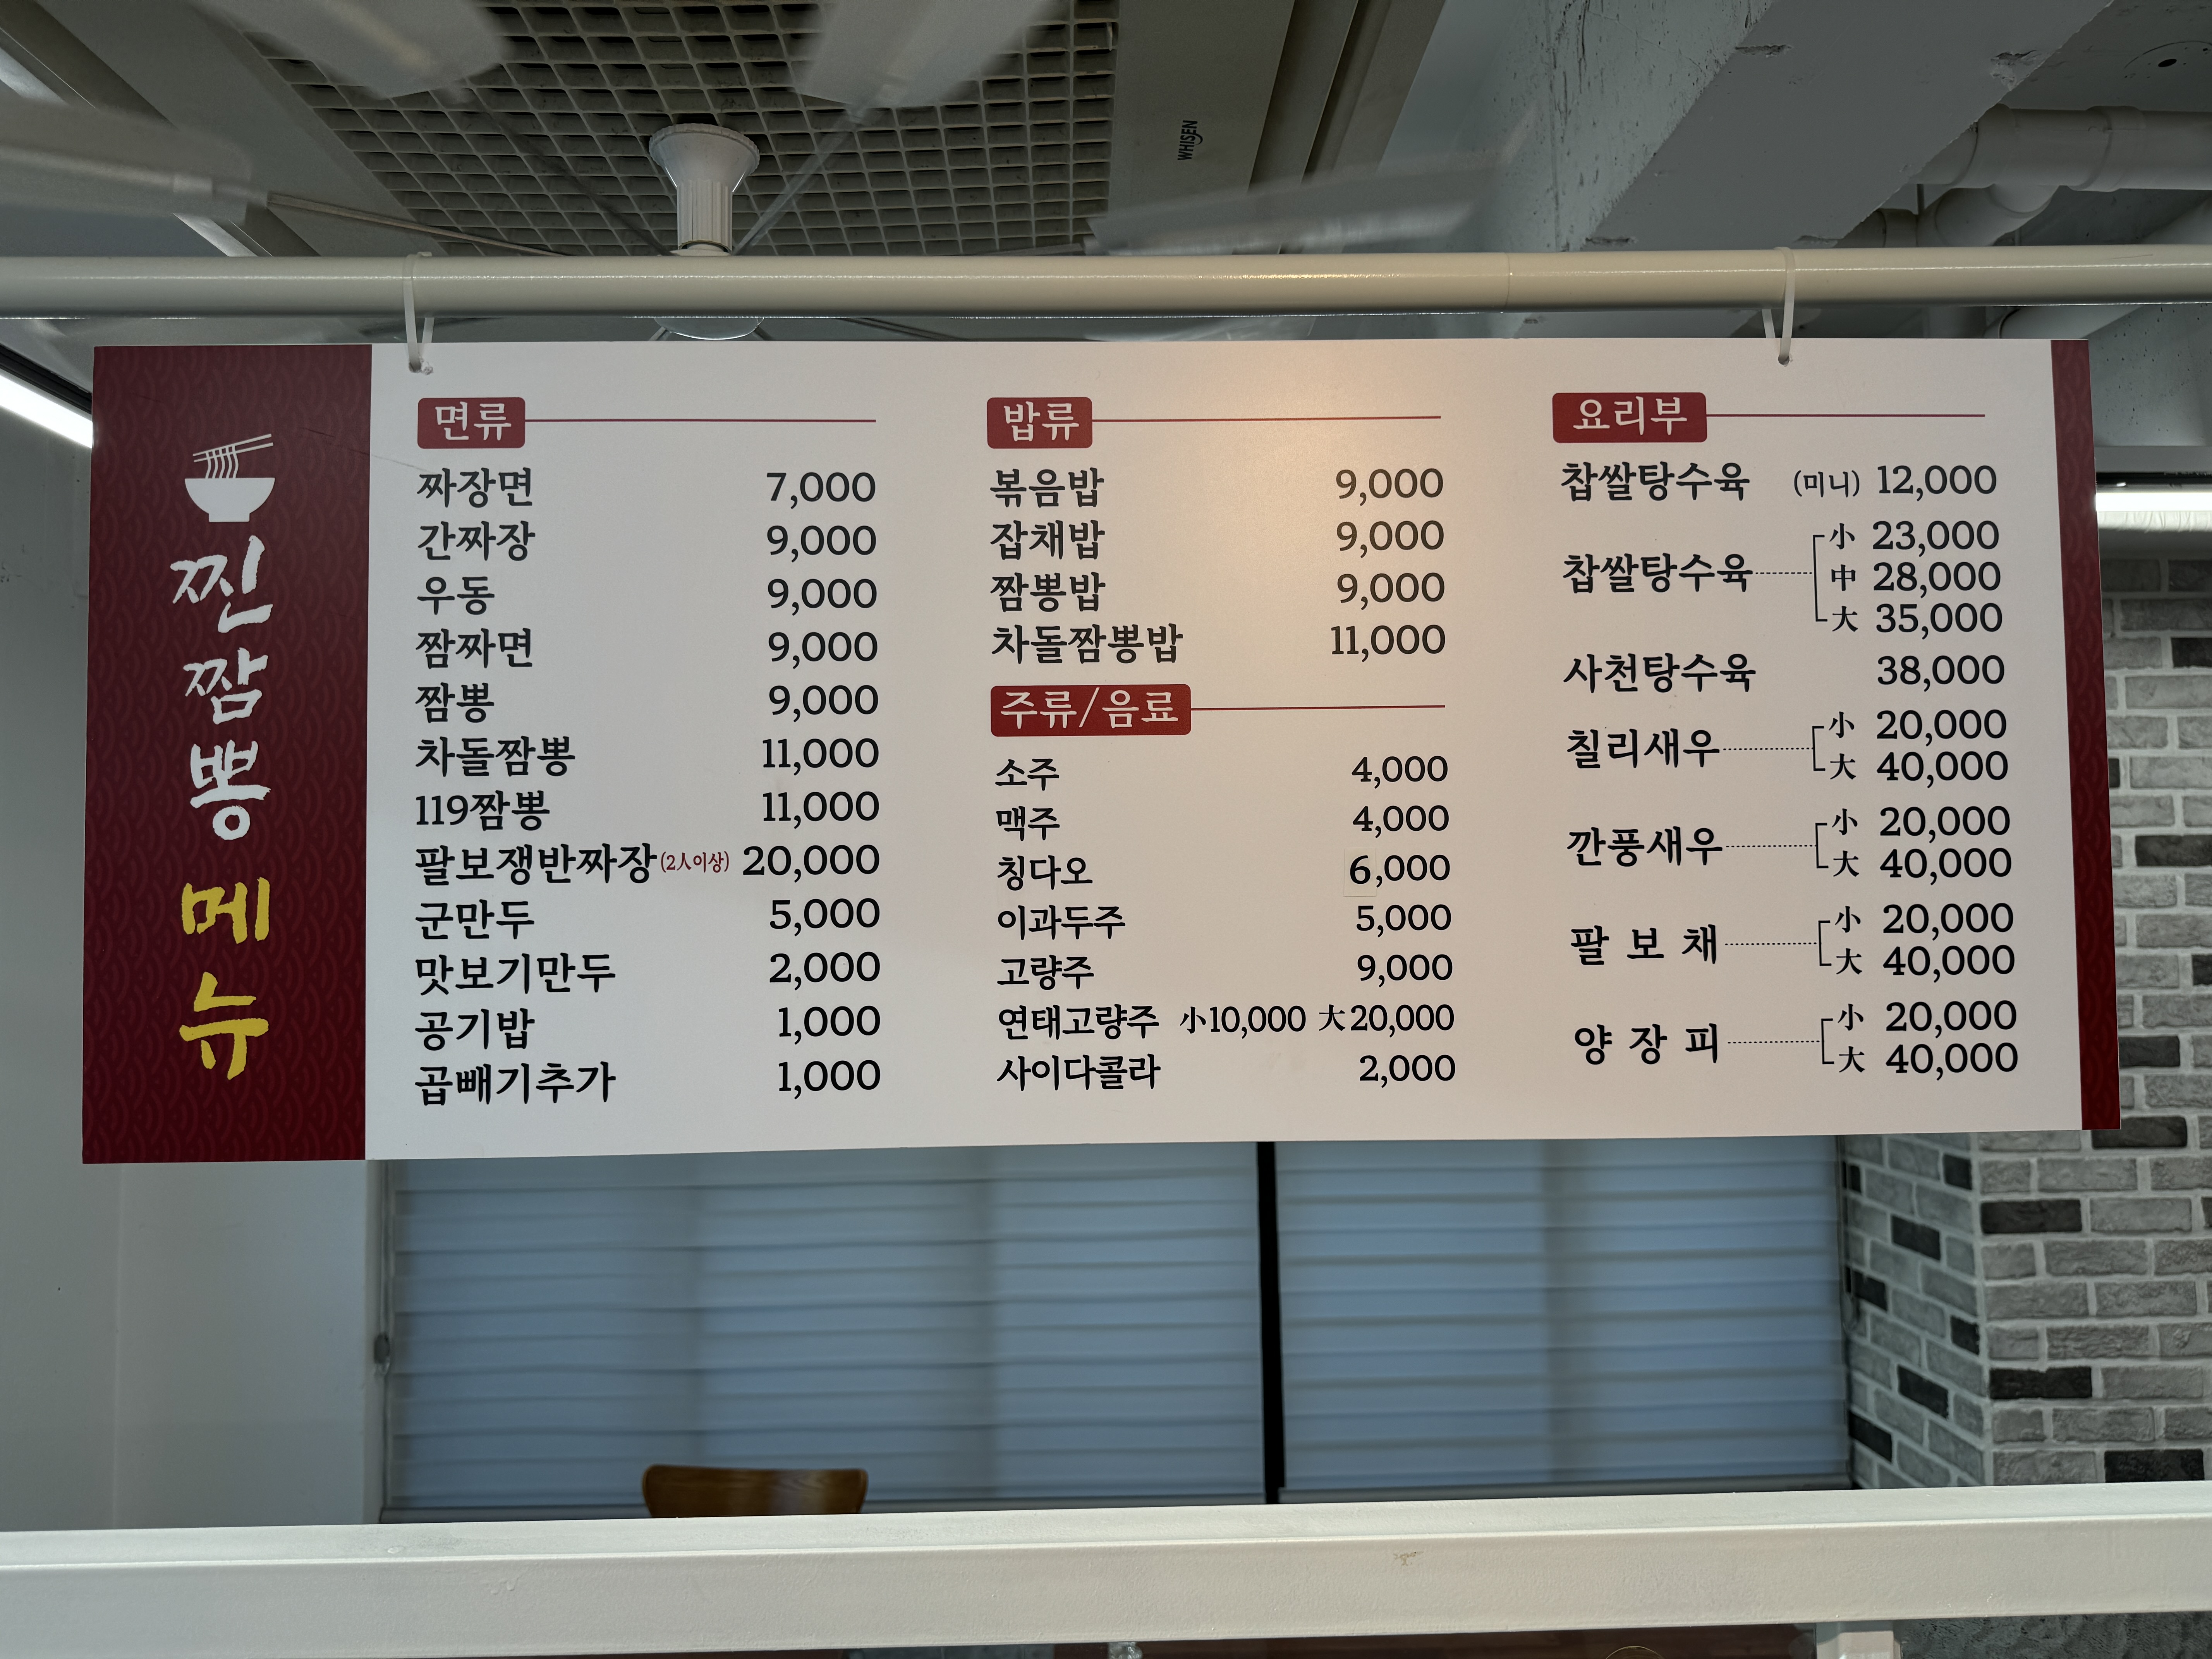 WHISEN
찐짬뽕 메뉴
면류
짜장면 7,000
간짜장 9,000
우동 9,000
짬짜면 9,000
짬뽕 9,000
차돌짬뽕 11,000
119짬뽕 11,000
팔보쟁반짜장(2人이상) 20,000
군만두 5,000
맛보기만두 2,000
공기밥 1,000
곱빼기추가 1,000
밥류
볶음밥 9,000
잡채밥 9,000
짬뽕밥 9,000
차돌짬뽕밥 11,000
주류/음료
소주 4,000
맥주 4,000
칭다오 6,000
이과두주 5,000
고량주 9,000
연태고량주 小10,000 大20,000
사이다콜라 2,000
요리부
찹쌀탕수육 (미니) 12,000
찹쌀탕수육 小 23,000
中 28,000
大 35,000
사천탕수육 38,000
칠리새우 小 20,000
大 40,000
깐풍새우 小 20,000
大 40,000
팔 보 채 小 20,000
大 40,000
양 장 피 小 20,000
大 40,000